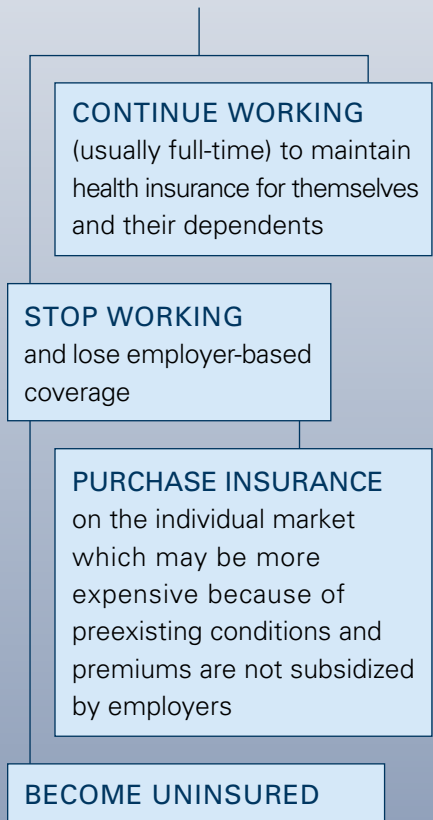 CONTINUE WORKING
(usually full-time) to maintain
health insurance for themselves
and their dependents
STOP WORKING
and lose employer-based
coverage
PURCHASE INSURANCE
on the individual market
which may be more
expensive because of
preexisting conditions and
premiums are not subsidized
by employers
BECOME UNINSURED